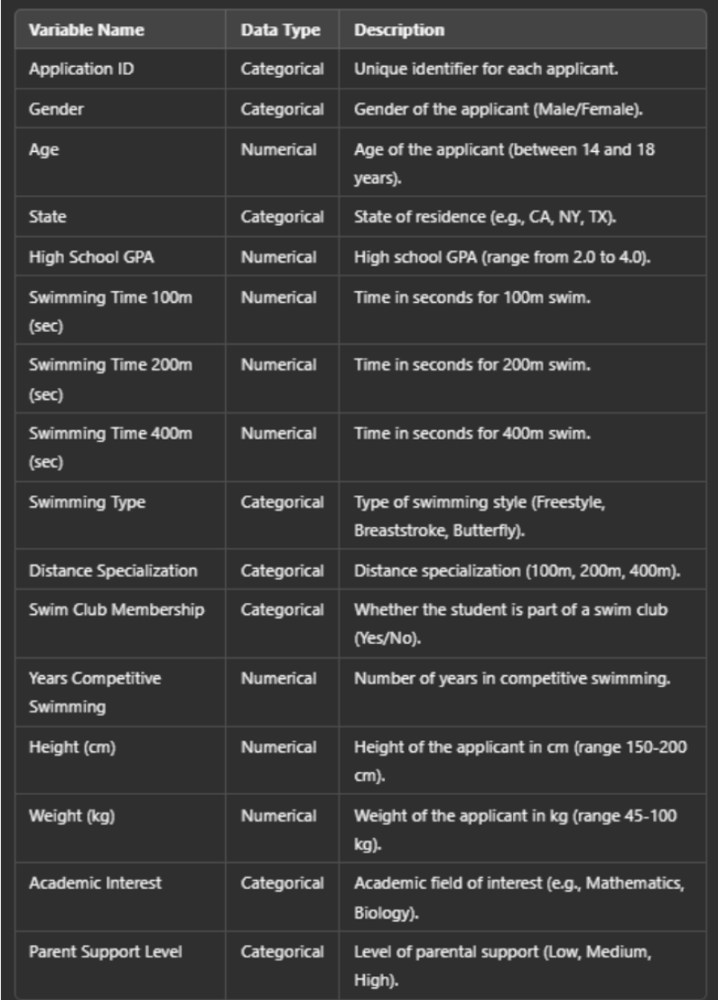 Variable Name Data Type Description
Application ID Categorical Unique identifier for each applicant.
Gender Categorical Gender of the applicant (Male/Female).
Age Numerical Age of the applicant (between 14 and 18
years).
State Categorical State of residence (e.g., CA, NY, TX).
High School GPA Numerical High school GPA (range from 2.0 to 4.0).
Swimming Time 100m Numerical Time in seconds for 100m swim.
(sec)
Swimming Time 200m Numerical Time in seconds for 200m swim.
(sec)
Swimming Time 400m Numerical Time in seconds for 400m swim.
(sec)
Swimming Type Categorical Type of swimming style (Freestyle,
Breaststroke, Butterfly).
Distance Specialization Categorical Distance specialization (100m, 200m, 400m).
Swim Club Membership Categorical Whether the student is part of a swim club
(Yes/No).
Years Competitive Numerical Number of years in competitive swimming.
Swimming
Height (cm) Numerical Height of the applicant in cm (range 150-200
cm).
Weight (kg) Numerical Weight of the applicant in kg (range 45-100
kg).
Academic Interest Categorical Academic field of interest (e.g., Mathematics,
Biology).
Parent Support Level Categorical Level of parental support (Low, Medium,
High).